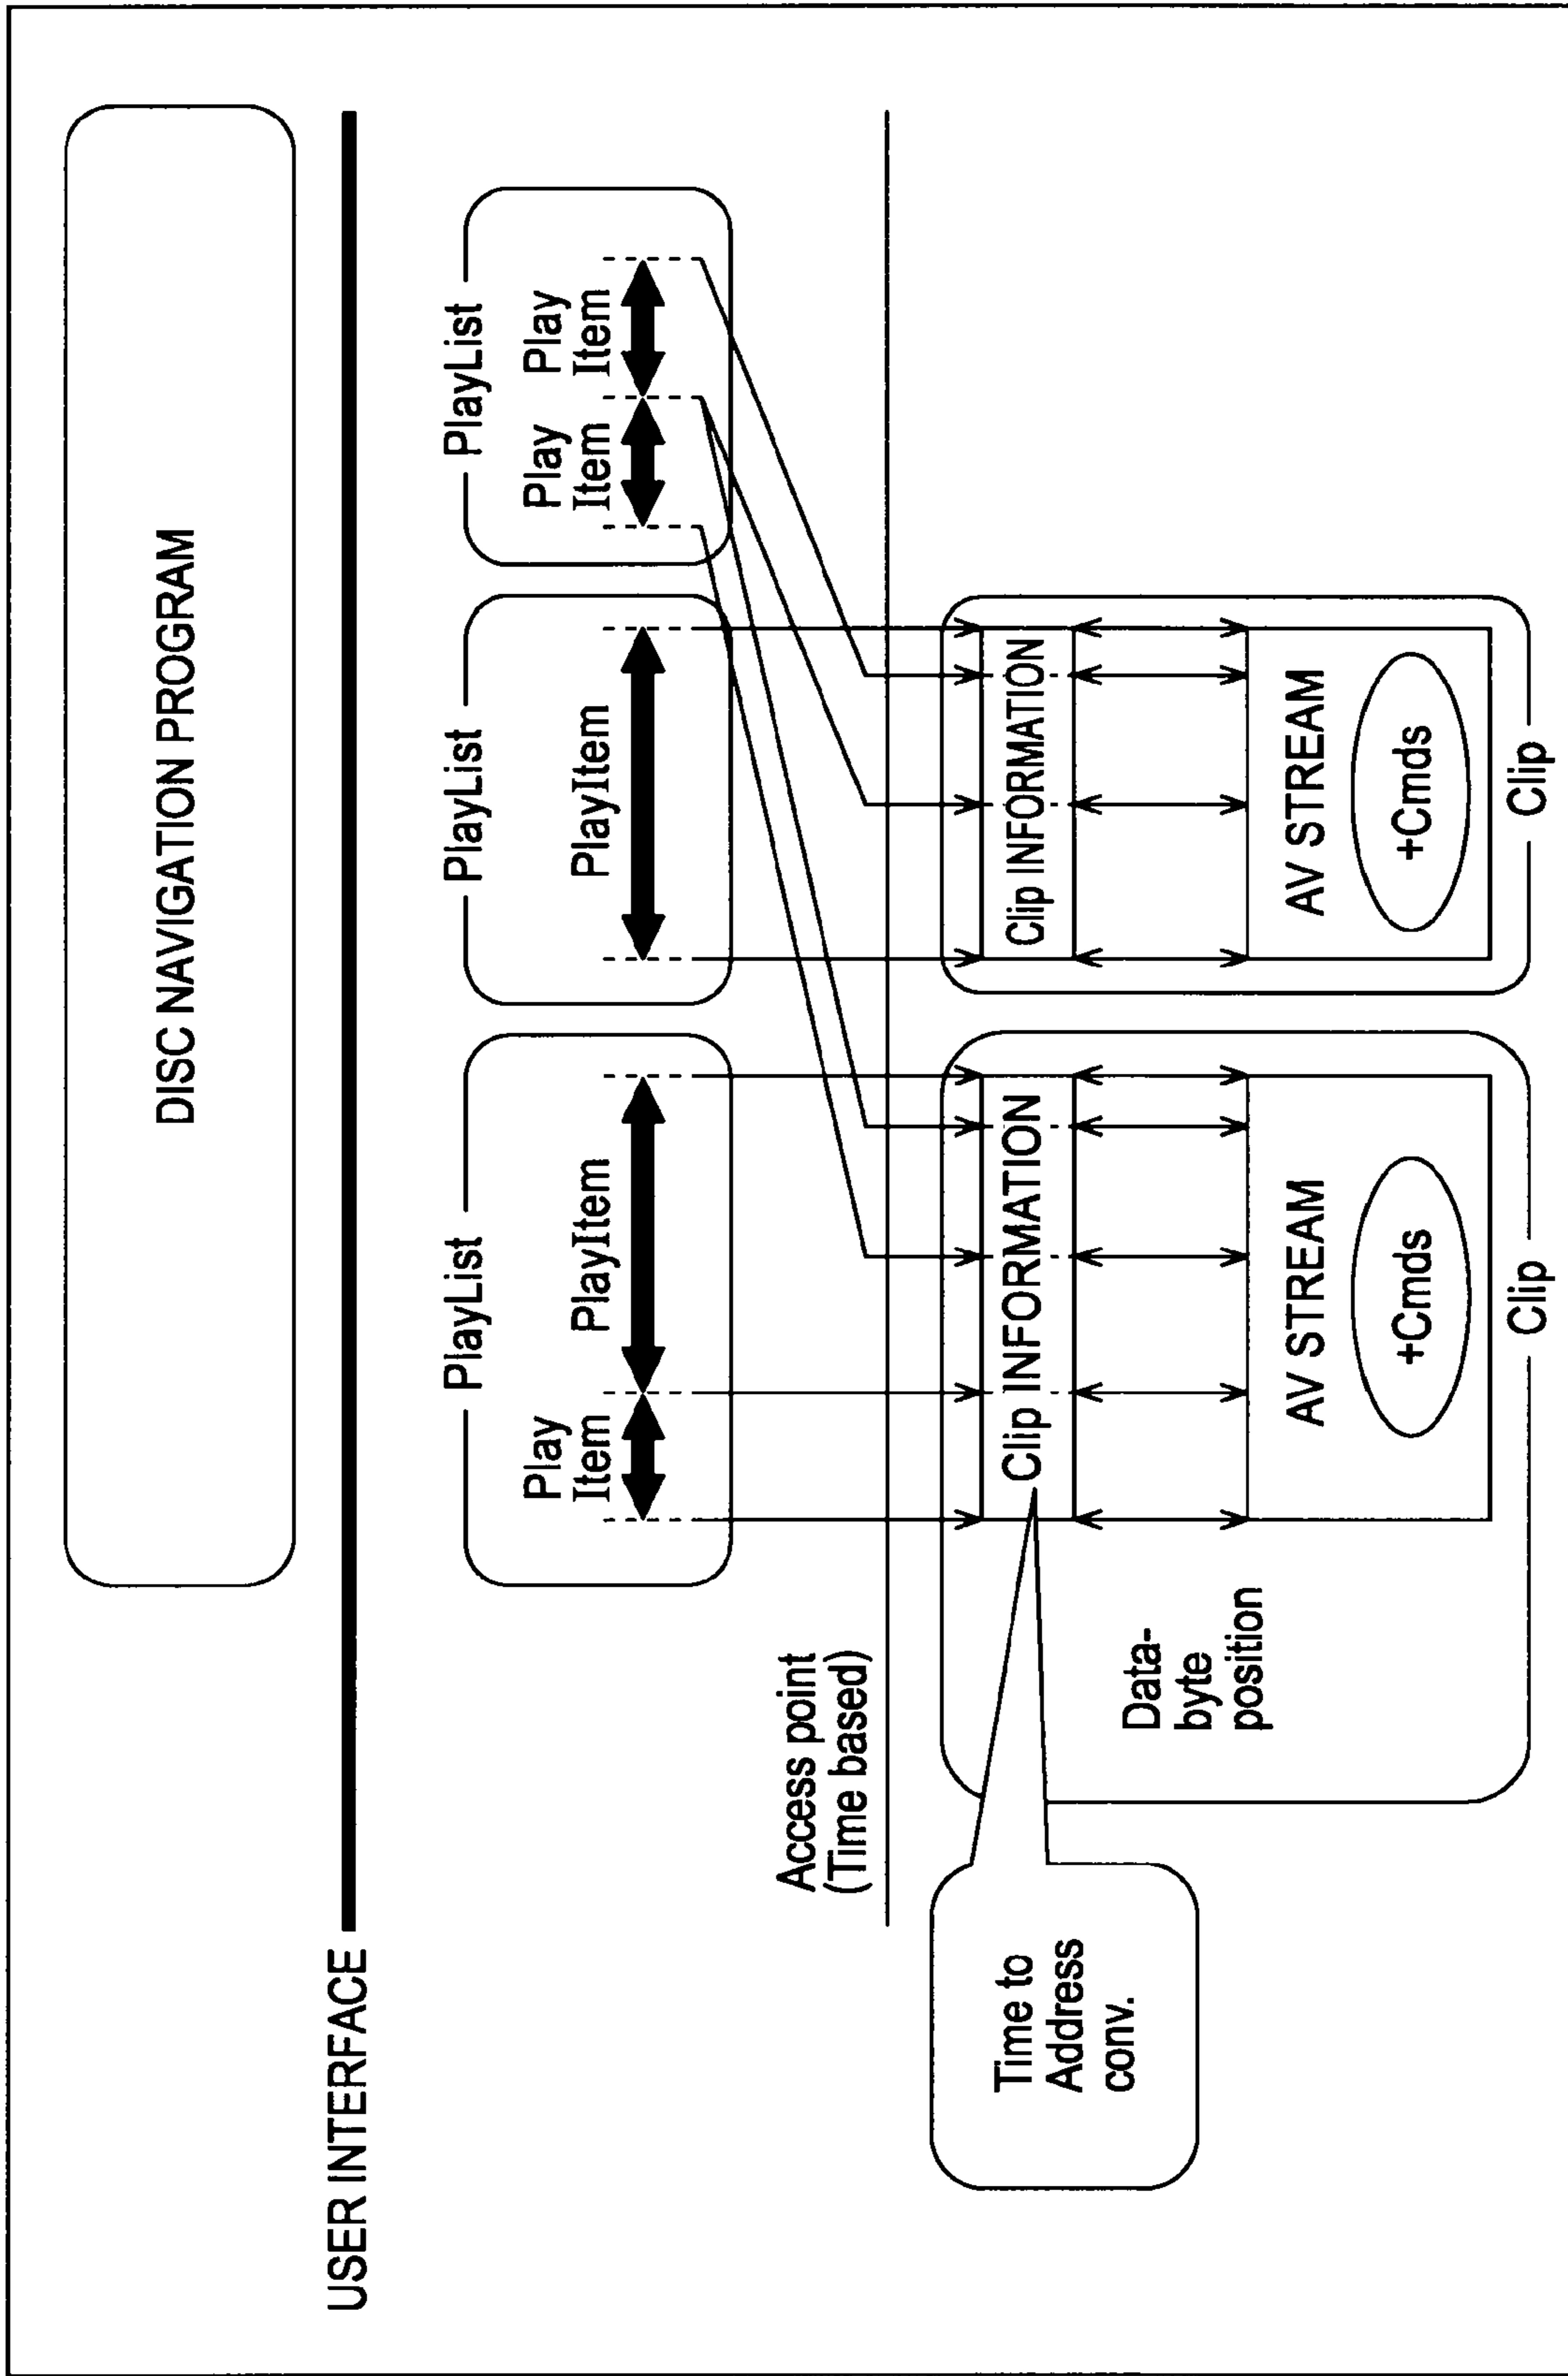 DISC NAVIGATION PROGRAM
USER INTERFACE
PlayList
Play
Item
PlayItem
PlayList
PlayItem
PlayList
Play
Item
Play
Item
Access point
(Time based)
Time to
Address
conv.
Data-
byte
position
Clip INFORMATION
AV STREAM
+Cmds
Clip
Clip INFORMATION
AV STREAM
+Cmds
Clip